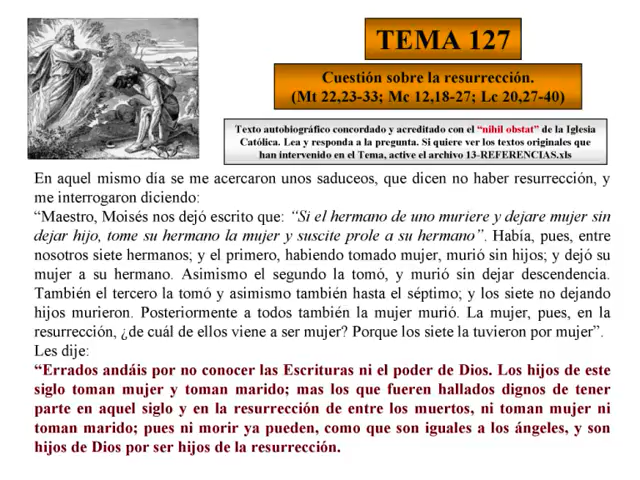 TEMA 127
Cuestión sobre la resurrección.
(Mt 22,23-33; Mc 12,18-27; Lc 20,27-40)
Texto autobiográfico concordado y acreditado con el “nihil obstat” de la Iglesia
Católica. Lea y responda a la pregunta. Si quiere ver los textos originales que
han intervenido en el Tema, active el archivo 13-REFERENCIAS.xls
En aquel mismo día se me acercaron unos saduceos, que dicen no haber resurrección, y
me interrogaron diciendo:
“Maestro, Moisés nos dejó escrito que: “Si el hermano de uno muriere y dejare mujer sin
dejar hijo, tome su hermano la mujer y suscite prole a su hermano”. Había, pues, entre
nosotros siete hermanos; y el primero, habiendo tomado mujer, murió sin hijos; y dejó su
mujer a su hermano. Asimismo el segundo la tomó, y murió sin dejar descendencia.
También el tercero la tomó y asimismo también hasta el séptimo; y los siete no dejando
hijos murieron. Posteriormente a todos también la mujer murió. La mujer, pues, en la
resurrección, ¿de cuál de ellos viene a ser mujer? Porque los siete la tuvieron por mujer”.
Les dije:
“Errados andáis por no conocer las Escrituras ni el poder de Dios. Los hijos de este
siglo toman mujer y toman marido; mas los que fueren hallados dignos de tener
parte en aquel siglo y en la resurrección de entre los muertos, ni toman mujer ni
toman marido; pues ni morir ya pueden, como que son iguales a los ángeles, y son
hijos de Dios por ser hijos de la resurrección.